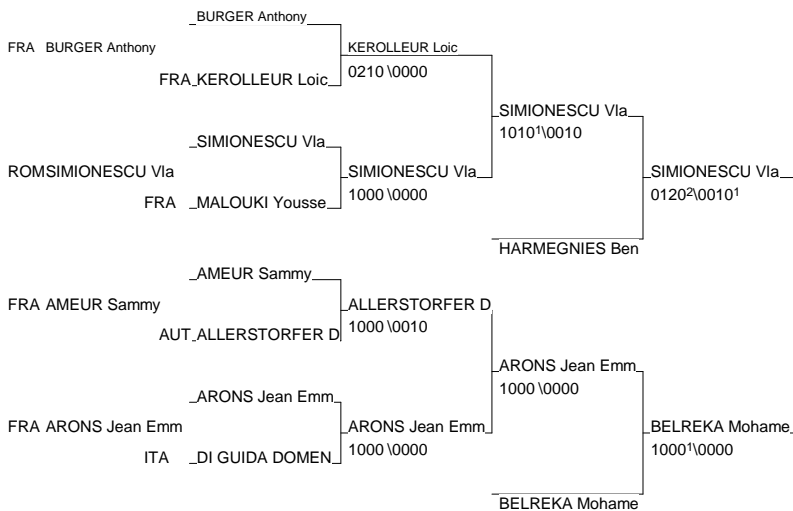 BURGER Anthony
FRA BURGER Anthony
KEROLLEUR Loic
0210 \0000
FRA KEROLLEUR Loic
SIMIONESCU Vla
1010¹\0010
SIMIONESCU Vla
ROMSIMIONESCU Vla
SIMIONESCU Vla
1000 \0000
SIMIONESCU Vla
0120²\0010¹
FRA MALOUKI Yousse
HARMEGNIES Ben
AMEUR Sammy
FRA AMEUR Sammy
ALLERSTORFER D
1000 \0010
AUT ALLERSTORFER D
ARONS Jean Emm
1000 \0000
ARONS Jean Emm
FRA ARONS Jean Emm
ARONS Jean Emm
1000 \0000
BELREKA Mohame
1000¹\0000
ITA DI GUIDA DOMEN
BELREKA Mohame